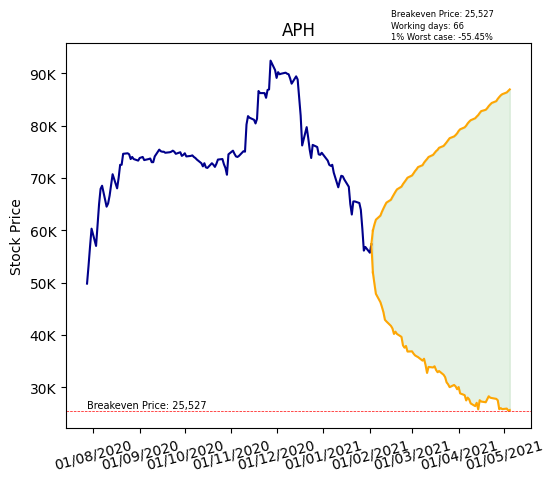 Breakeven Price: 25,527
Working days: 66
1% Worst case: -55.45%
APH
90K
80K
70K
60K
50K
40K
30K
Stock Price
Breakeven Price: 25,527
01/08/2020
01/09/2020
01/10/2020
01/11/2020
01/12/2020
01/01/2021
01/02/2021
01/03/2021
01/04/2021
01/05/2021